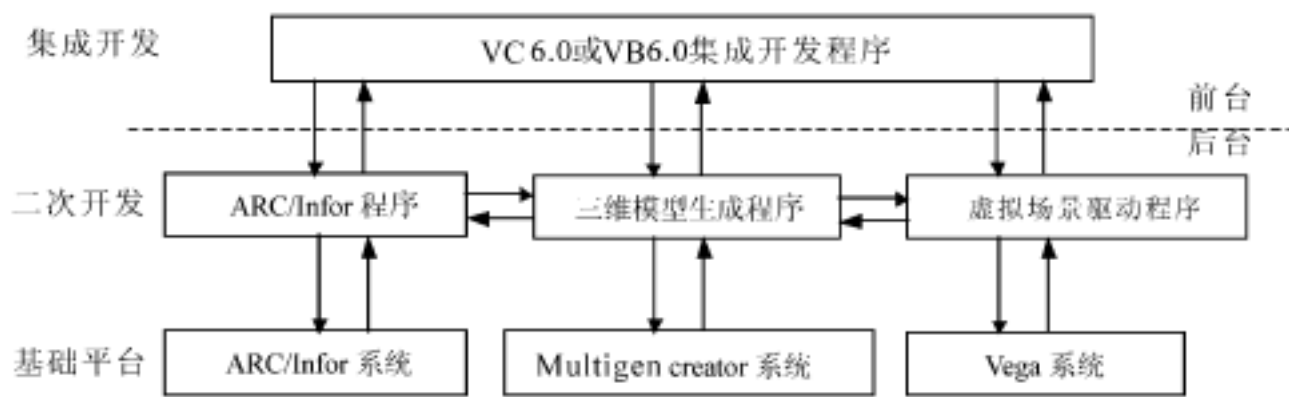 集成开发
VC 6.0或VB6.0集成开发程序
前台
后台
二次开发
ARC/Infor 程序
三维模型生成程序
虚拟场景驱动程序
基础平台
ARC/Infor 系统
Multigen creator 系统
Vega 系统